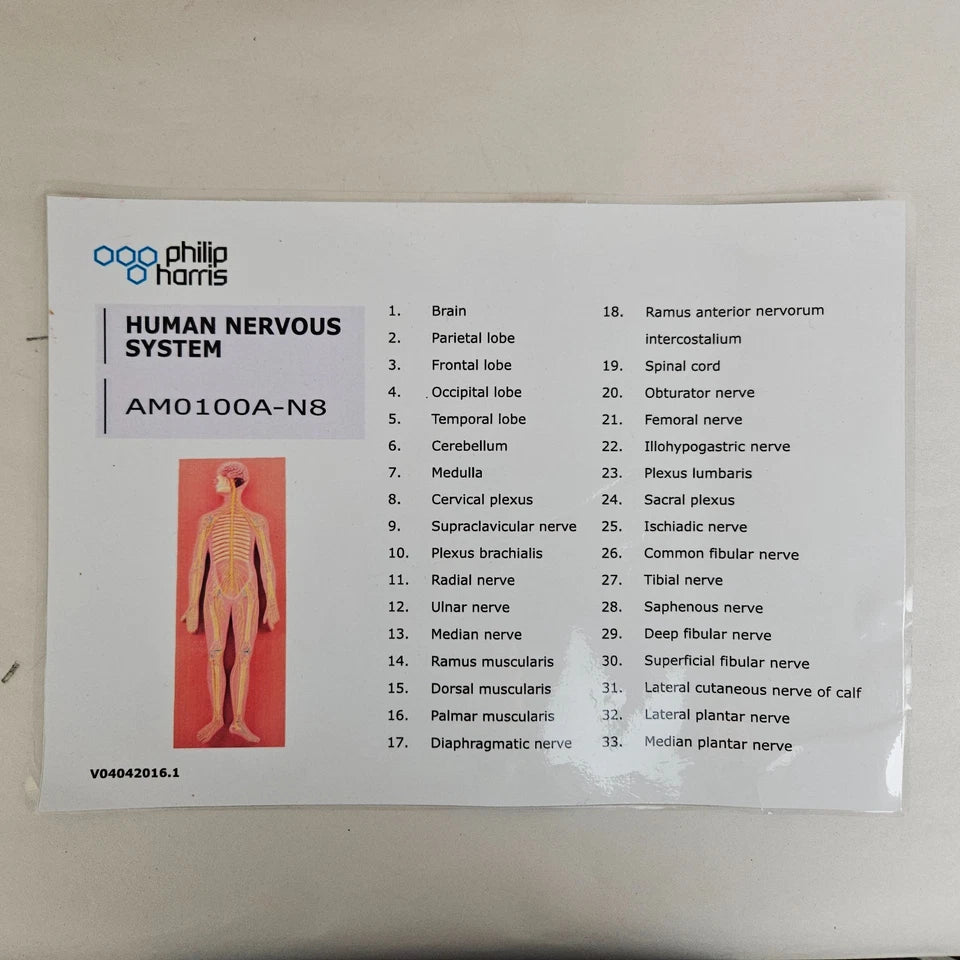 philip
harris
HUMAN NERVOUS
SYSTEM
AM0100A-N8
1. Brain
2. Parietal lobe
3. Frontal lobe
4. Occipital lobe
5. Temporal lobe
6. Cerebellum
7. Medulla
8. Cervical plexus
9. Supraclavicular nerve
10. Plexus brachialis
11. Radial nerve
12. Ulnar nerve
13. Median nerve
14. Ramus muscularis
15. Dorsal muscularis
16. Palmar muscularis
17. Diaphragmatic nerve
18. Ramus anterior nervorum
intercostalium
19. Spinal cord
20. Obturator nerve
21. Femoral nerve
22. Illohypogastric nerve
23. Plexus lumbaris
24. Sacral plexus
25. Ischiadic nerve
26. Common fibular nerve
27. Tibial nerve
28. Saphenous nerve
29. Deep fibular nerve
30. Superficial fibular nerve
31. Lateral cutaneous nerve of calf
32. Lateral plantar nerve
33. Median plantar nerve
V04042016.1